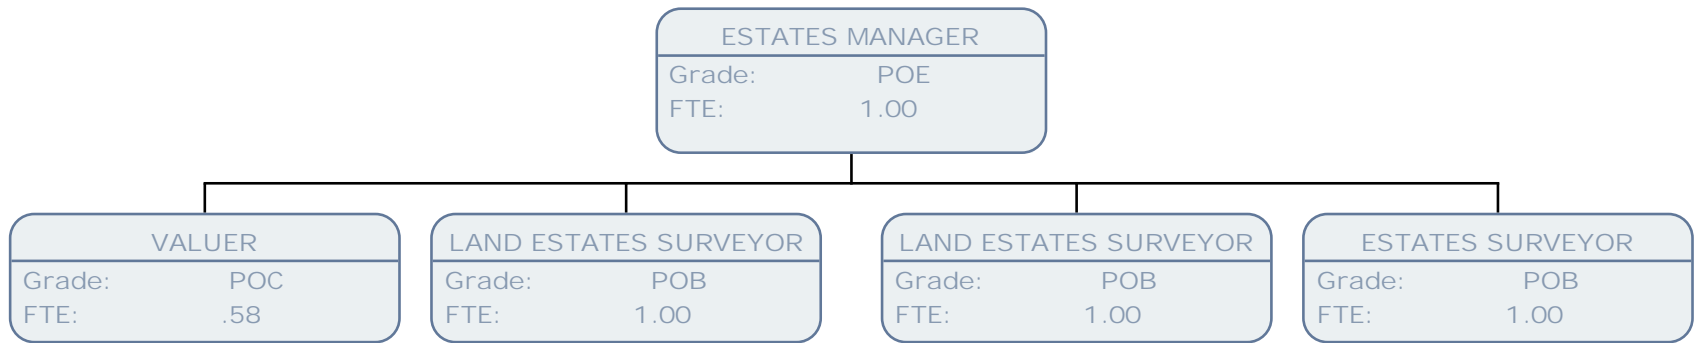 ESTATES MANAGER
Grade: POE
FTE: 1.00
VALUER
Grade: POC
FTE: .58
LAND ESTATES SURVEYOR
Grade: POB
FTE: 1.00
LAND ESTATES SURVEYOR
Grade: POB
FTE: 1.00
ESTATES SURVEYOR
Grade: POB
FTE: 1.00